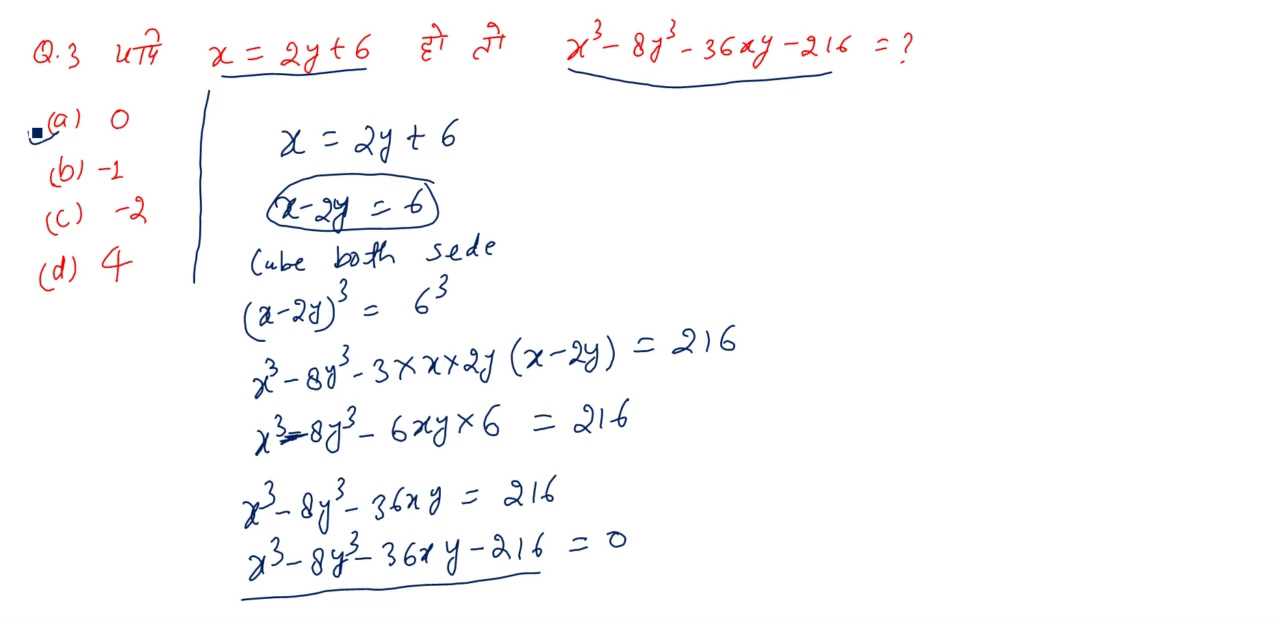 Q.3 यदि x = 2y+6 हो तो x³ - 8y³ - 36xy - 216 = ?
(a) 0
(b) -1
(c) -2
(d) 4
x = 2y + 6
x-2y = 6
Cube both sede
(x-2y)³ = 6³
x³ - 8y³ - 3×x×2y (x-2y) = 216
x³ - 8y³ - 6xy×6 = 216
x³ - 8y³ - 36xy = 216
x³ - 8y³ - 36xy - 216 = 0